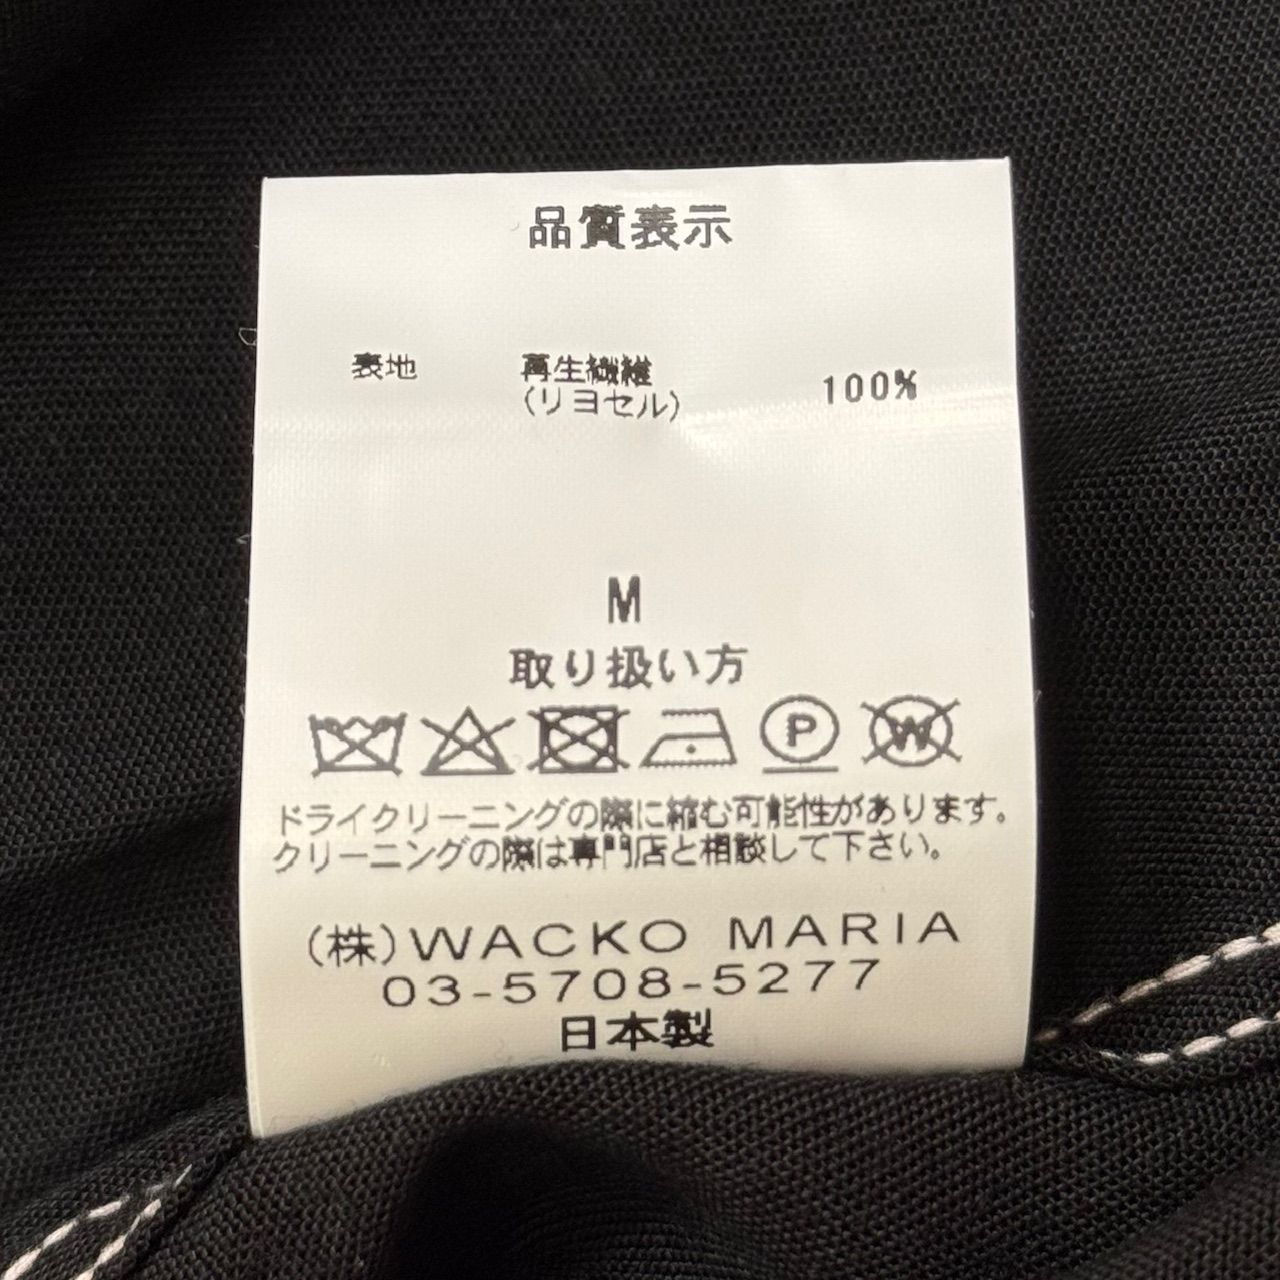 品質表示
表地 再生繊維 100%
(リヨセル)
M
取り扱い方
P W
ドライクリーニングの際に縮む可能性があります。
クリーニングの際は専門店と相談して下さい。
(株)WACKO MARIA
03-5708-5277
日本製